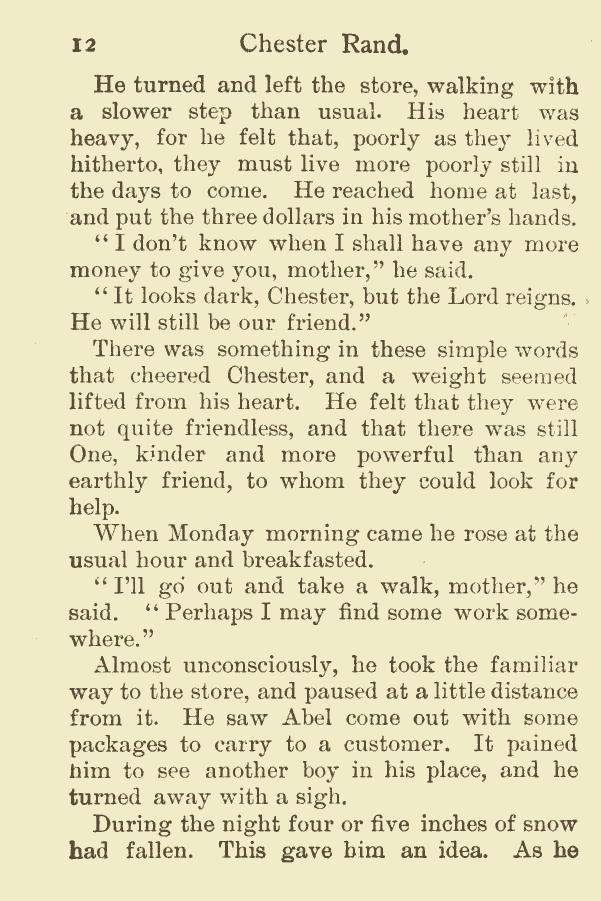 12 Chester Rand.
He turned and left the store, walking with
a slower step than usual. His heart was
heavy, for he felt that, poorly as they lived
hitherto, they must live more poorly still in
the days to come. He reached home at last,
and put the three dollars in his mother's hands.
"I don't know when I shall have any more
money to give you, mother," he said.
"It looks dark, Chester, but the Lord reigns.
He will still be our friend."
There was something in these simple words
that cheered Chester, and a weight seemed
lifted from his heart. He felt that they were
not quite friendless, and that there was still
One, kinder and more powerful than any
earthly friend, to whom they could look for
help.
When Monday morning came he rose at the
usual hour and breakfasted.
"I'll go out and take a walk, mother," he
said. "Perhaps I may find some work some-
where."
Almost unconsciously, he took the familiar
way to the store, and paused at a little distance
from it. He saw Abel come out with some
packages to carry to a customer. It pained
him to see another boy in his place, and he
turned away with a sigh.
During the night four or five inches of snow
had fallen. This gave him an idea. As he